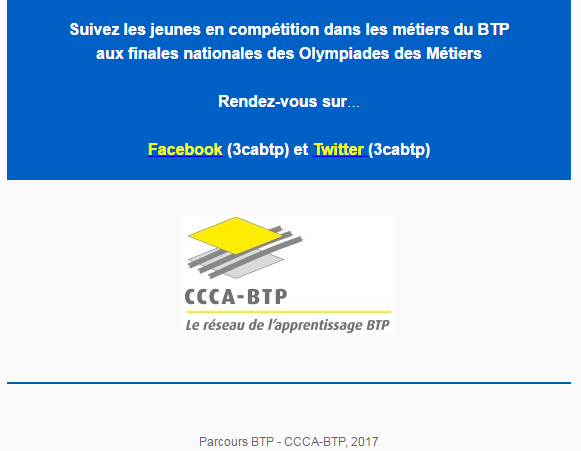 Suivez les jeunes en compétition dans les métiers du BTP
aux finales nationales des Olympiades des Métiers
Rendez-vous sur...
Facebook (3cabtp) et Twitter (3cabtp)
CCCA-BTP
Le réseau de l'apprentissage BTP
Parcours BTP - CCCA-BTP, 2017